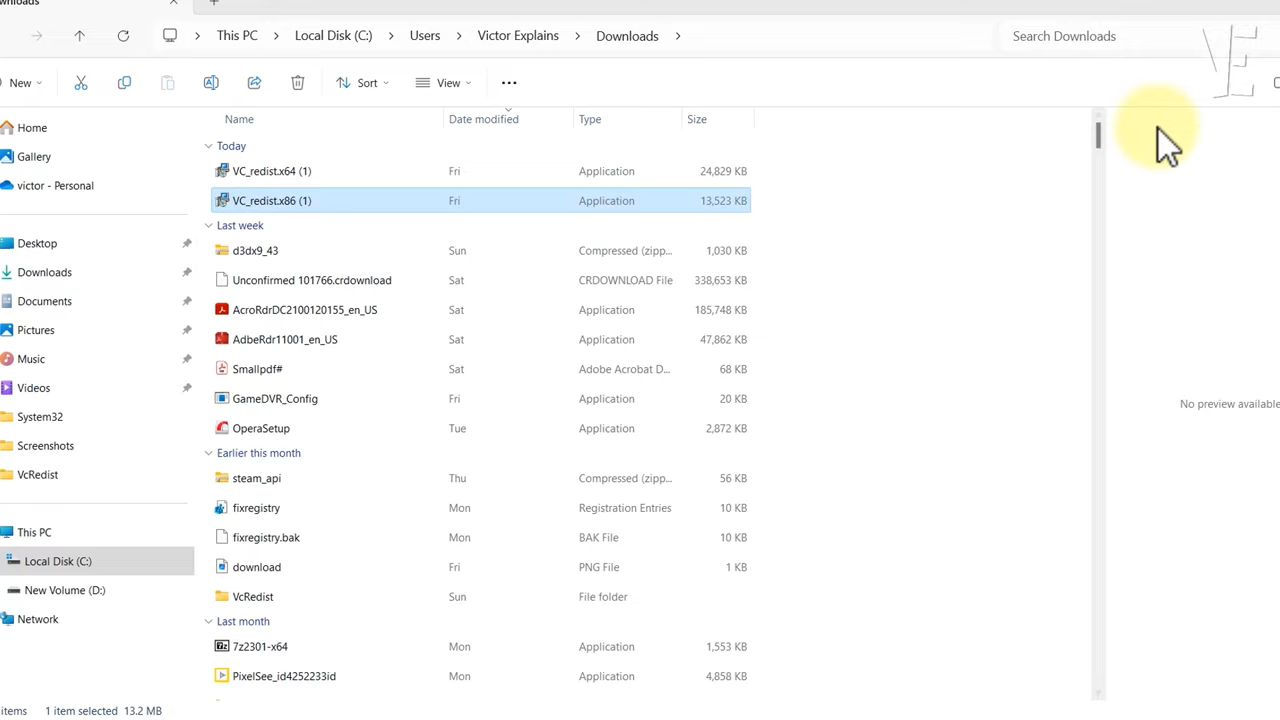 ownloads
This PC > Local Disk (C:) > Users > Victor Explains > Downloads >
Search Downloads
VE
New
Sort
View
Name Date modified Type Size
Home
Gallery
victor - Personal
Desktop
Downloads
Documents
Pictures
Music
Videos
System32
Screenshots
VcRedist
This PC
Local Disk (C:)
New Volume (D:)
Network
Today
VC_redist.x64 (1) Fri Application 24,829 KB
VC_redist.x86 (1) Fri Application 13,523 KB
Last week
d3dx9_43 Sun Compressed (zipp... 1,030 KB
Unconfirmed 101766.crdownload Sat CRDOWNLOAD File 338,653 KB
AcroRdrDC2100120155_en_US Sat Application 185,748 KB
AdbeRdr11001_en_US Sat Application 47,862 KB
Smallpdf# Sat Adobe Acrobat D... 68 KB
GameDVR_Config Fri Application 20 KB
OperaSetup Tue Application 2,872 KB
Earlier this month
steam_api Thu Compressed (zipp... 56 KB
fixregistry Mon Registration Entries 10 KB
fixregistry.bak Mon BAK File 10 KB
download Fri PNG File 1 KB
VcRedist Sun File folder
Last month
7z2301-x64 Mon Application 1,553 KB
PixelSee_id4252233id Mon Application 4,858 KB
No preview available
items 1 item selected 13.2 MB